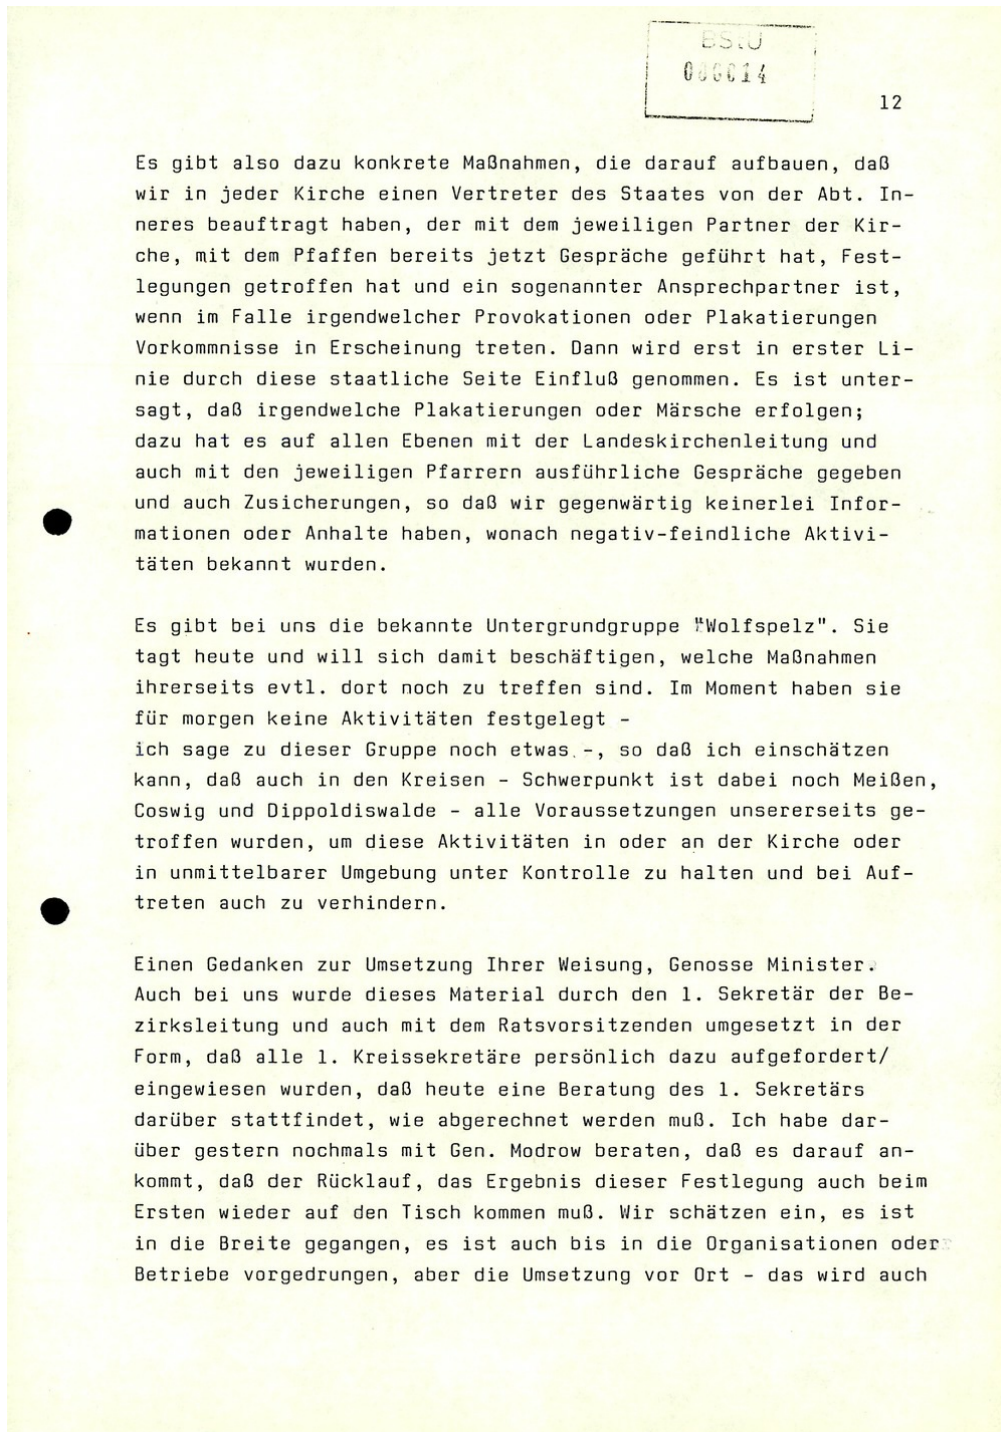 BStU
000014
12
Es gibt also dazu konkrete Maßnahmen, die darauf aufbauen, daß
wir in jeder Kirche einen Vertreter des Staates von der Abt. In-
neres beauftragt haben, der mit dem jeweiligen Partner der Kir-
che, mit dem Pfaffen bereits jetzt Gespräche geführt hat, Fest-
legungen getroffen hat und ein sogenannter Ansprechpartner ist,
wenn im Falle irgendwelcher Provokationen oder Plakatierungen
Vorkommnisse in Erscheinung treten. Dann wird erst in erster Li-
nie durch diese staatliche Seite Einfluß genommen. Es ist unter-
sagt, daß irgendwelche Plakatierungen oder Märsche erfolgen;
dazu hat es auf allen Ebenen mit der Landeskirchenleitung und
auch mit den jeweiligen Pfarrern ausführliche Gespräche gegeben
und auch Zusicherungen, so daß wir gegenwärtig keinerlei Infor-
mationen oder Anhalte haben, wonach negativ-feindliche Aktivi-
täten bekannt wurden.
Es gibt bei uns die bekannte Untergrundgruppe "Wolfspelz". Sie
tagt heute und will sich damit beschäftigen, welche Maßnahmen
ihrerseits evtl. dort noch zu treffen sind. Im Moment haben sie
für morgen keine Aktivitäten festgelegt -
ich sage zu dieser Gruppe noch etwas -, so daß ich einschätzen
kann, daß auch in den Kreisen - Schwerpunkt ist dabei noch Meißen,
Coswig und Dippoldiswalde - alle Voraussetzungen unsererseits ge-
troffen wurden, um diese Aktivitäten in oder an der Kirche oder
in unmittelbarer Umgebung unter Kontrolle zu halten und bei Auf-
treten auch zu verhindern.
Einen Gedanken zur Umsetzung Ihrer Weisung, Genosse Minister.
Auch bei uns wurde dieses Material durch den 1. Sekretär der Be-
zirksleitung und auch mit dem Ratsvorsitzenden umgesetzt in der
Form, daß alle 1. Kreissekretäre persönlich dazu aufgefordert/
eingewiesen wurden, daß heute eine Beratung des 1. Sekretärs
darüber stattfindet, wie abgerechnet werden muß. Ich habe dar-
über gestern nochmals mit Gen. Modrow beraten, daß es darauf an-
kommt, daß der Rücklauf, das Ergebnis dieser Festlegung auch beim
Ersten wieder auf den Tisch kommen muß. Wir schätzen ein, es ist
in die Breite gegangen, es ist auch bis in die Organisationen oder
Betriebe vorgedrungen, aber die Umsetzung vor Ort - das wird auch